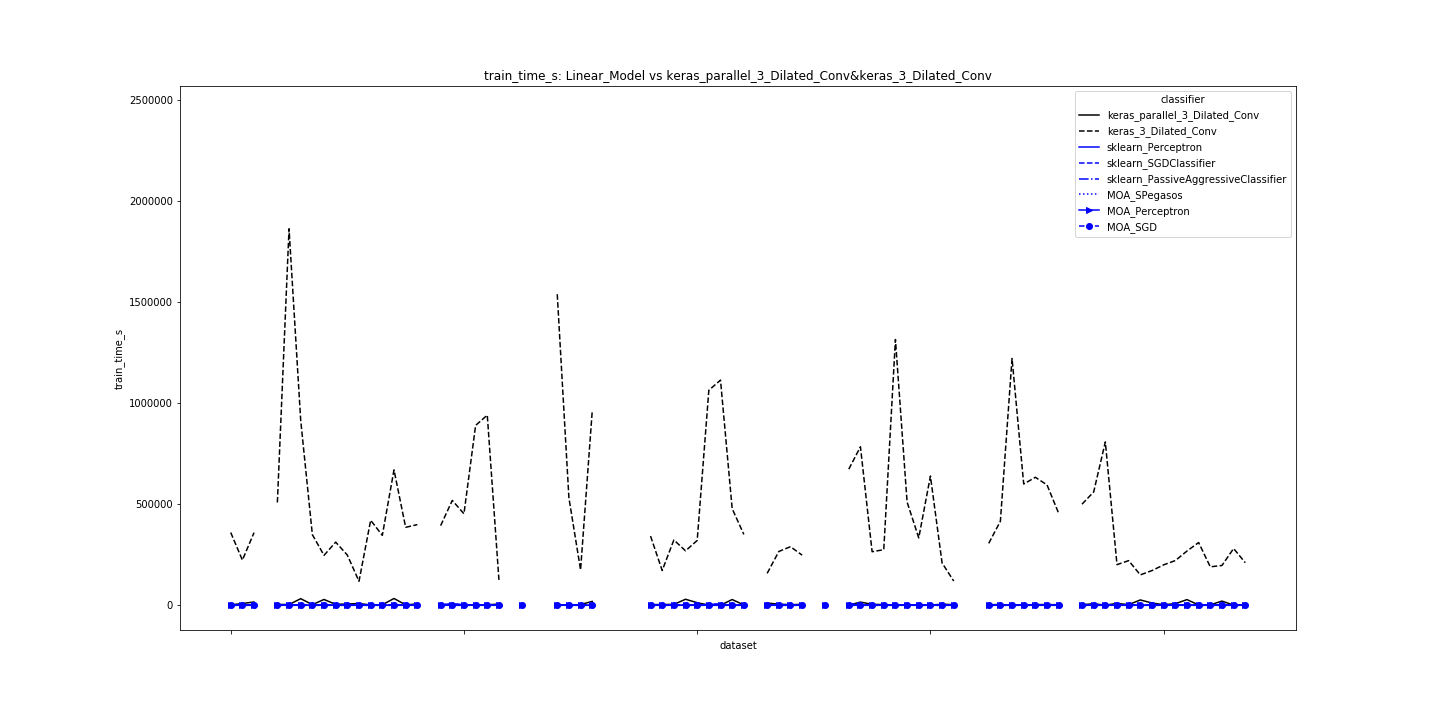 train_time_s: Linear_Model vs keras_parallel_3_Dilated_Conv&keras_3_Dilated_Conv
2500000
2000000
1500000
1000000
500000
0
train_time_s
dataset
classifier
keras_parallel_3_Dilated_Conv
keras_3_Dilated_Conv
sklearn_Perceptron
sklearn_SGDClassifier
sklearn_PassiveAggressiveClassifier
MOA_SPegasos
MOA_Perceptron
MOA_SGD